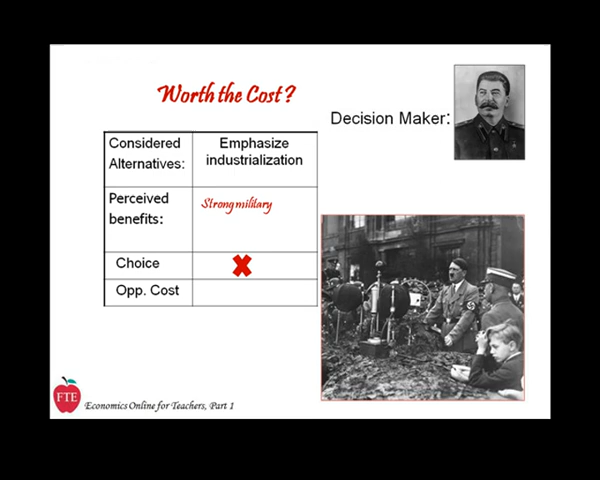 Worth the Cost?
Decision Maker:
Considered
Alternatives:
Emphasize
industrialization
Perceived
benefits:
Strong military
Choice
Opp. Cost
FTE
Economics Online for Teachers, Part 1